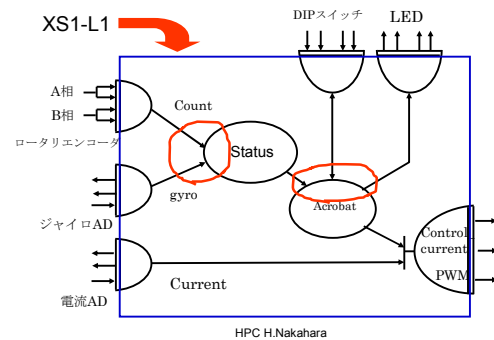 XS1-L1
DIPスイッチ
LED
A相
B相
ロータリエンコーダ
Count
Status
gyro
ジャイロAD
Acrobat
Control
current
PWM
Current
電流AD
HPC H.Nakahara